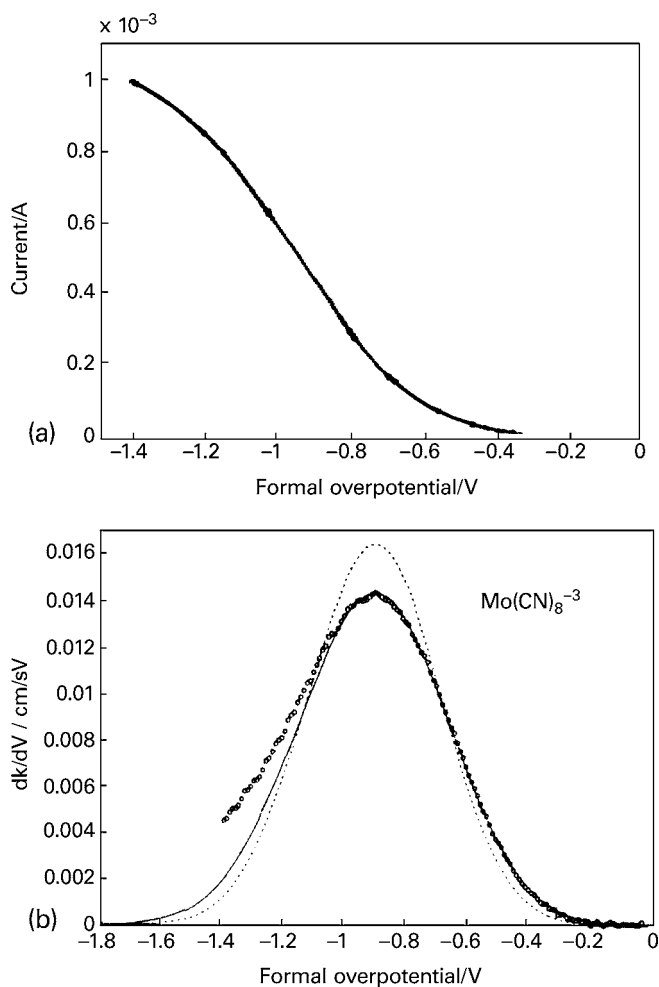 × 10⁻³
1
0.8
0.6
0.4
0.2
0
Current/A
(a)
−1.4 −1.2 −1 −0.8 −0.6 −0.4 −0.2 0
Formal overpotential/V
0.016
0.014
0.012
0.01
0.008
0.006
0.004
0.002
0
dk/dV / cm/sV
Mo(CN)₈⁻³
(b)
−1.8 −1.6 −1.4 −1.2 −1 −0.8 −0.6 −0.4 −0.2 0
Formal overpotential/V